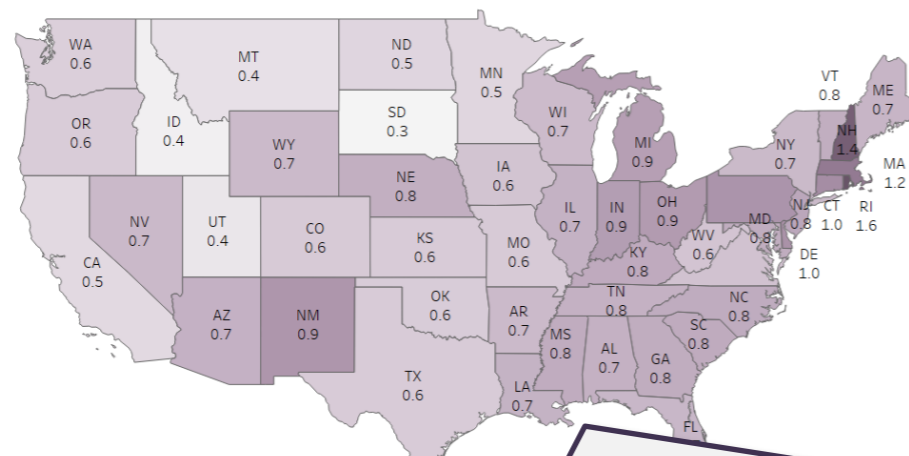 WA
0.6
OR
0.6
CA
0.5
NV
0.7
ID
0.4
MT
0.4
WY
0.7
UT
0.4
AZ
0.7
CO
0.6
NM
0.9
ND
0.5
SD
0.3
NE
0.8
KS
0.6
OK
0.6
TX
0.6
MN
0.5
IA
0.6
MO
0.6
AR
0.7
LA
0.7
WI
0.7
IL
0.7
MI
0.9
IN
0.9
OH
0.9
KY
0.8
TN
0.8
MS
0.8
AL
0.7
GA
0.8
FL
SC
0.8
NC
0.8
WV
0.6
MD
0.8
NJ
0.8
NY
0.7
VT
0.8
NH
1.4
ME
0.7
MA
1.2
CT
1.0
RI
1.6
DE
1.0